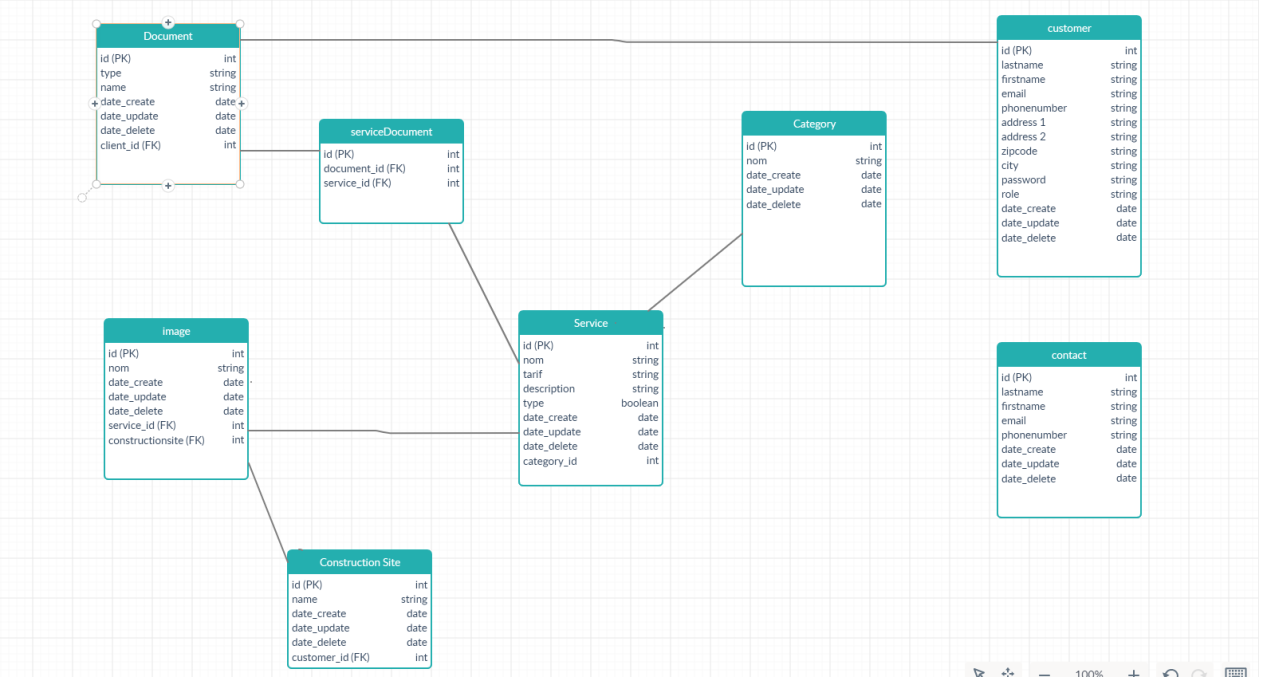 Document
id (PK) int
type string
name string
date_create date
date_update date
date_delete date
client_id (FK) int
customer
id (PK) int
lastname string
firstname string
email string
phonenumber string
address 1 string
address 2 string
zipcode string
city string
password string
role string
date_create date
date_update date
date_delete date
serviceDocument
id (PK) int
document_id (FK) int
service_id (FK) int
Category
id (PK) int
nom string
date_create date
date_update date
date_delete date
image
id (PK) int
nom string
date_create date
date_update date
date_delete date
service_id (FK) int
constructionsite (FK) int
Service
id (PK) int
nom string
tarif string
description string
type boolean
date_create date
date_update date
date_delete date
category_id int
contact
id (PK) int
lastname string
firstname string
email string
phonenumber string
date_create date
date_update date
date_delete date
Construction Site
id (PK) int
name string
date_create date
date_update date
date_delete date
customer_id (FK) int
100%